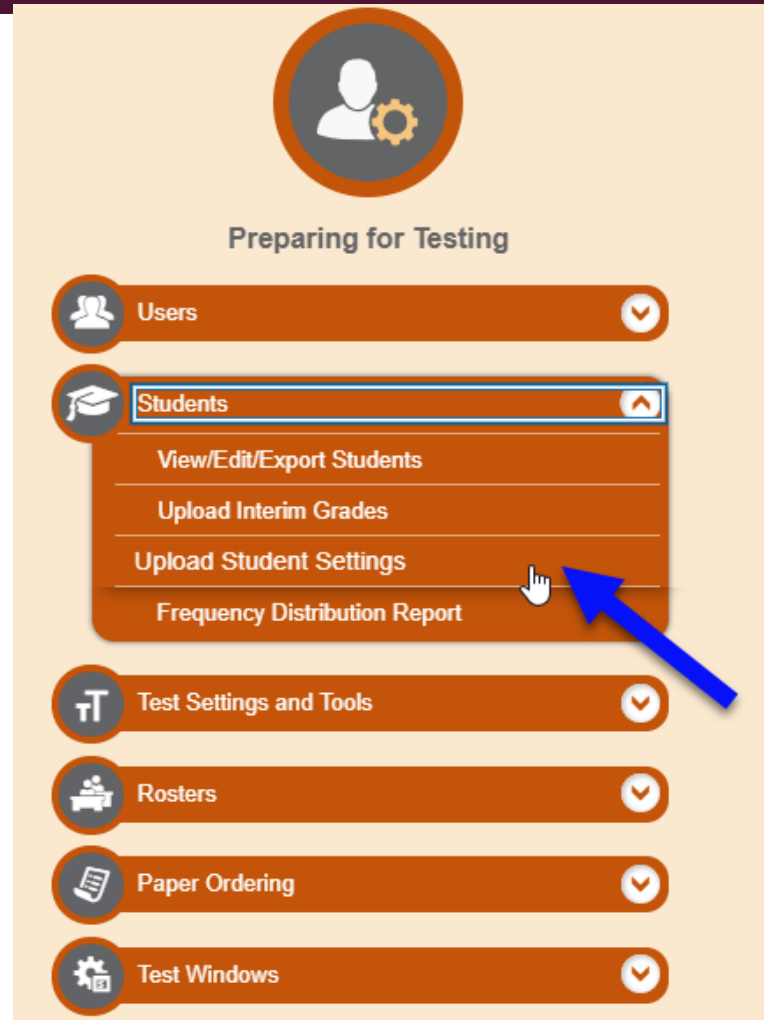 Preparing for Testing
Users
Students
View/Edit/Export Students
Upload Interim Grades
Upload Student Settings
Frequency Distribution Report
TT
Test Settings and Tools
Rosters
Paper Ordering
Test Windows